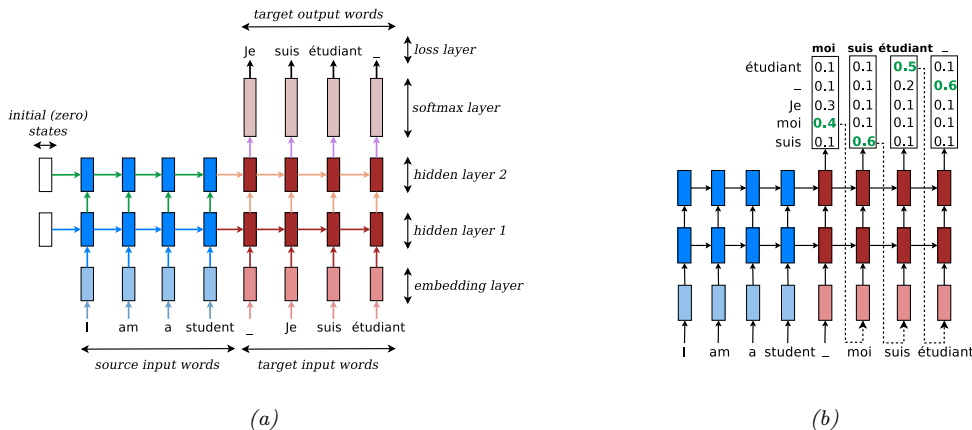 target output words
Je suis étudiant _
loss layer
softmax layer
initial (zero)
states
hidden layer 2
hidden layer 1
embedding layer
I am a student _ Je suis étudiant
source input words target input words
(a)
moi suis étudiant _
étudiant 0.1 0.1 0.5 0.1
_ 0.1 0.1 0.2 0.6
Je 0.3 0.1 0.1 0.1
moi 0.4 0.1 0.1 0.1
suis 0.1 0.6 0.1 0.1
I am a student _ moi suis étudiant
(b)